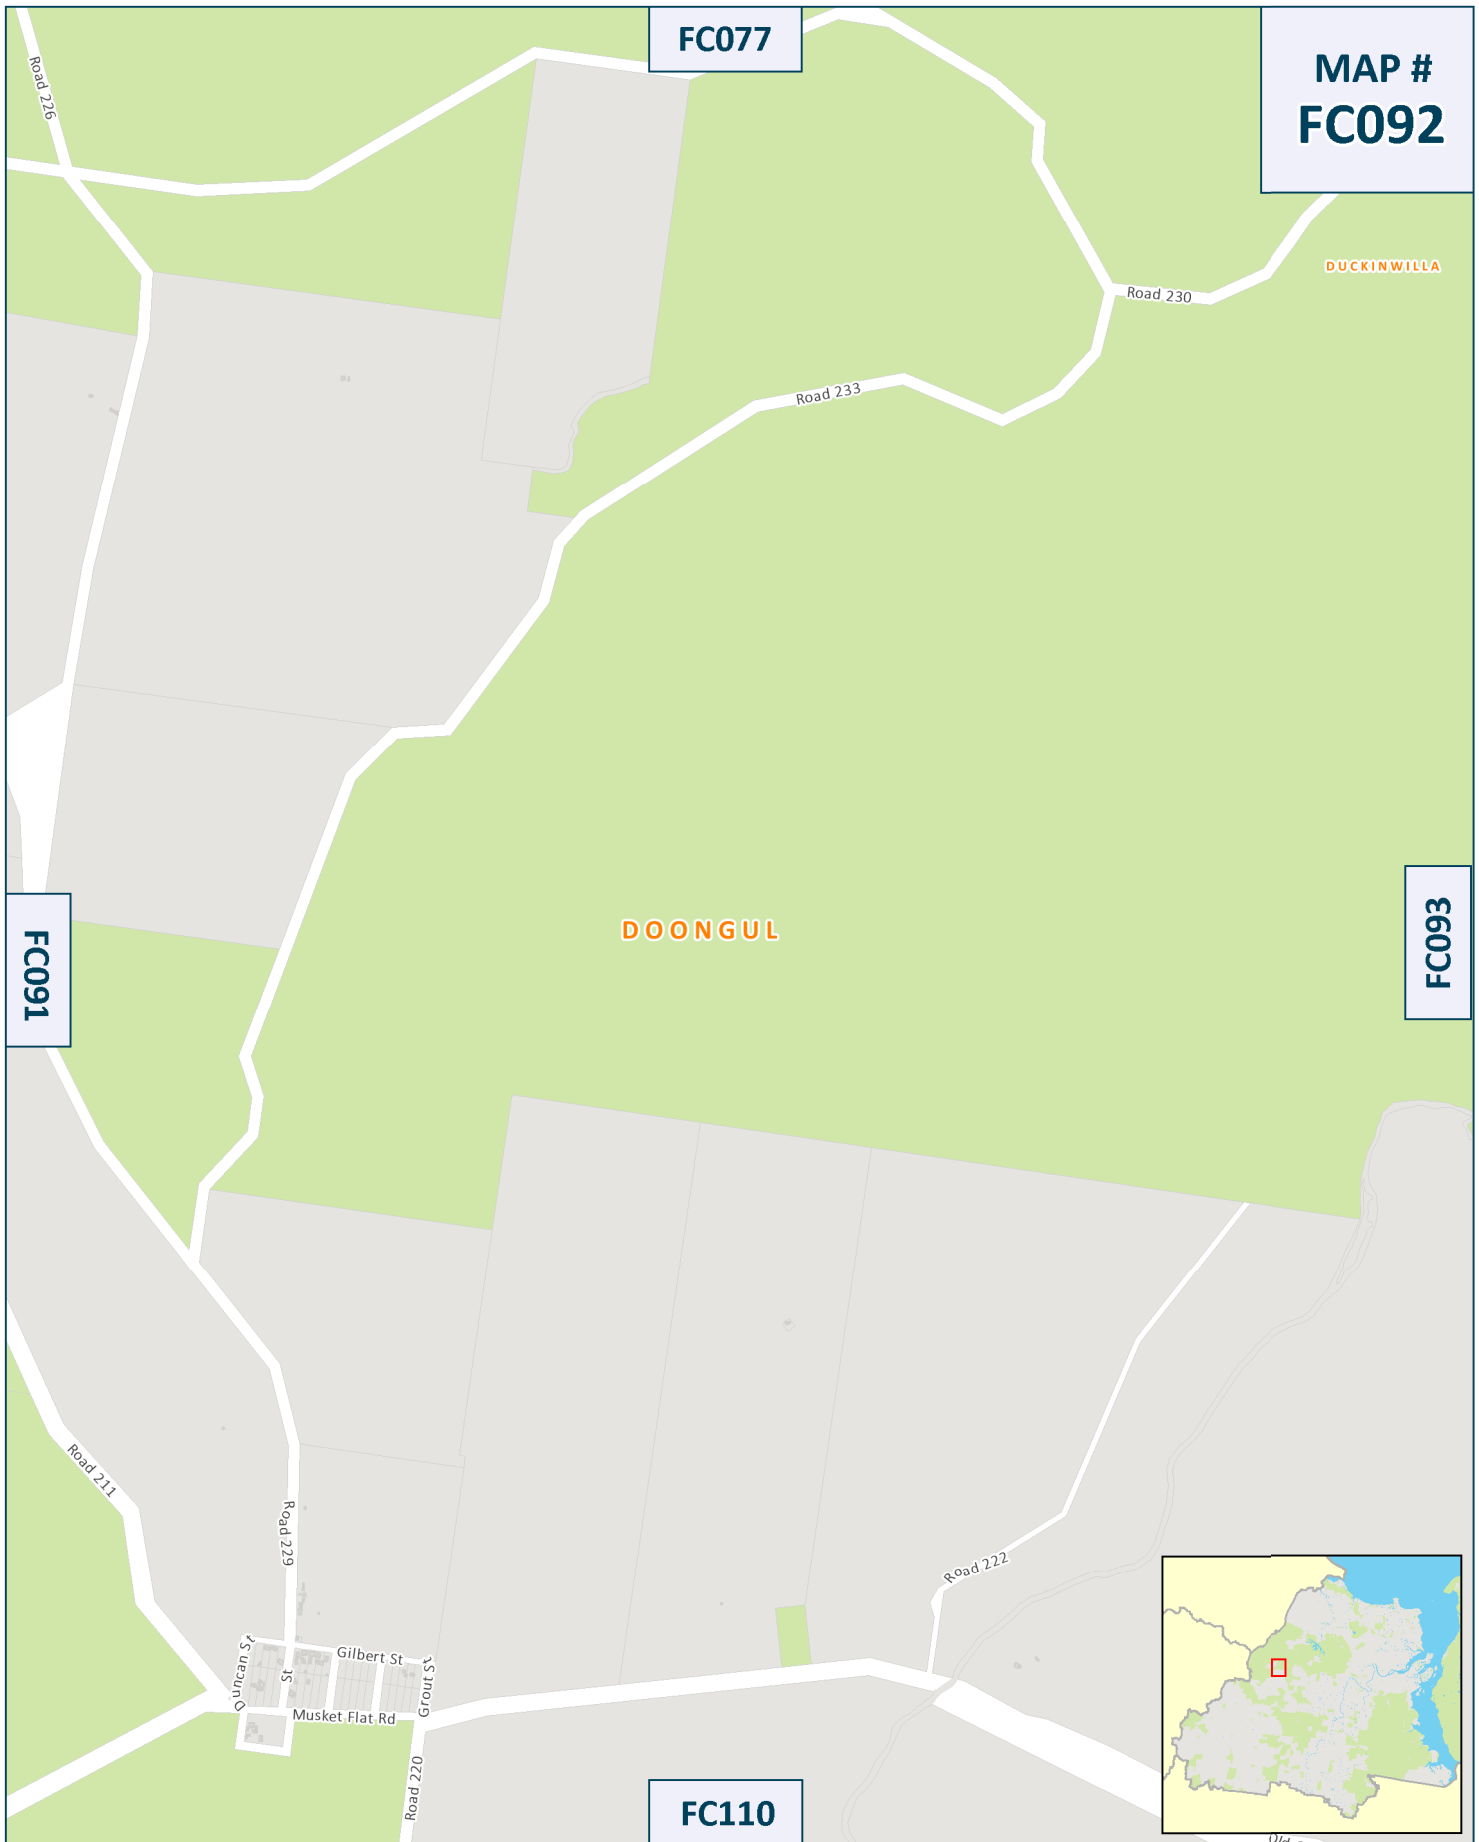 FC077
MAP #
FC092
Road 226
DUCKINWILLA
Road 230
Road 233
DOONGUL
FC091
FC093
Road 211
Road 229
Road 222
Duncan St
St
Gilbert St
Grout St
Musket Flat Rd
Road 220
FC110